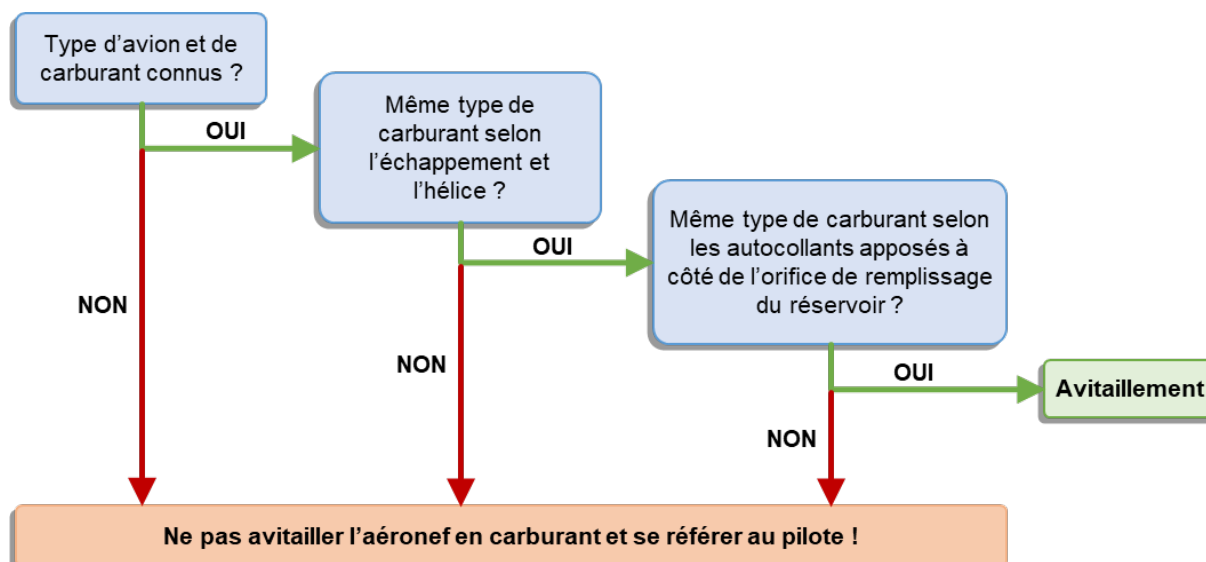 Type d’avion et de
carburant connus ?
OUI
Même type de
carburant selon
l’échappement et
l’hélice ?
OUI
Même type de carburant selon
les autocollants apposés à
côté de l’orifice de remplissage
du réservoir ?
NON
NON
OUI
Avitaillement
NON
Ne pas avitailler l’aéronef en carburant et se référer au pilote !